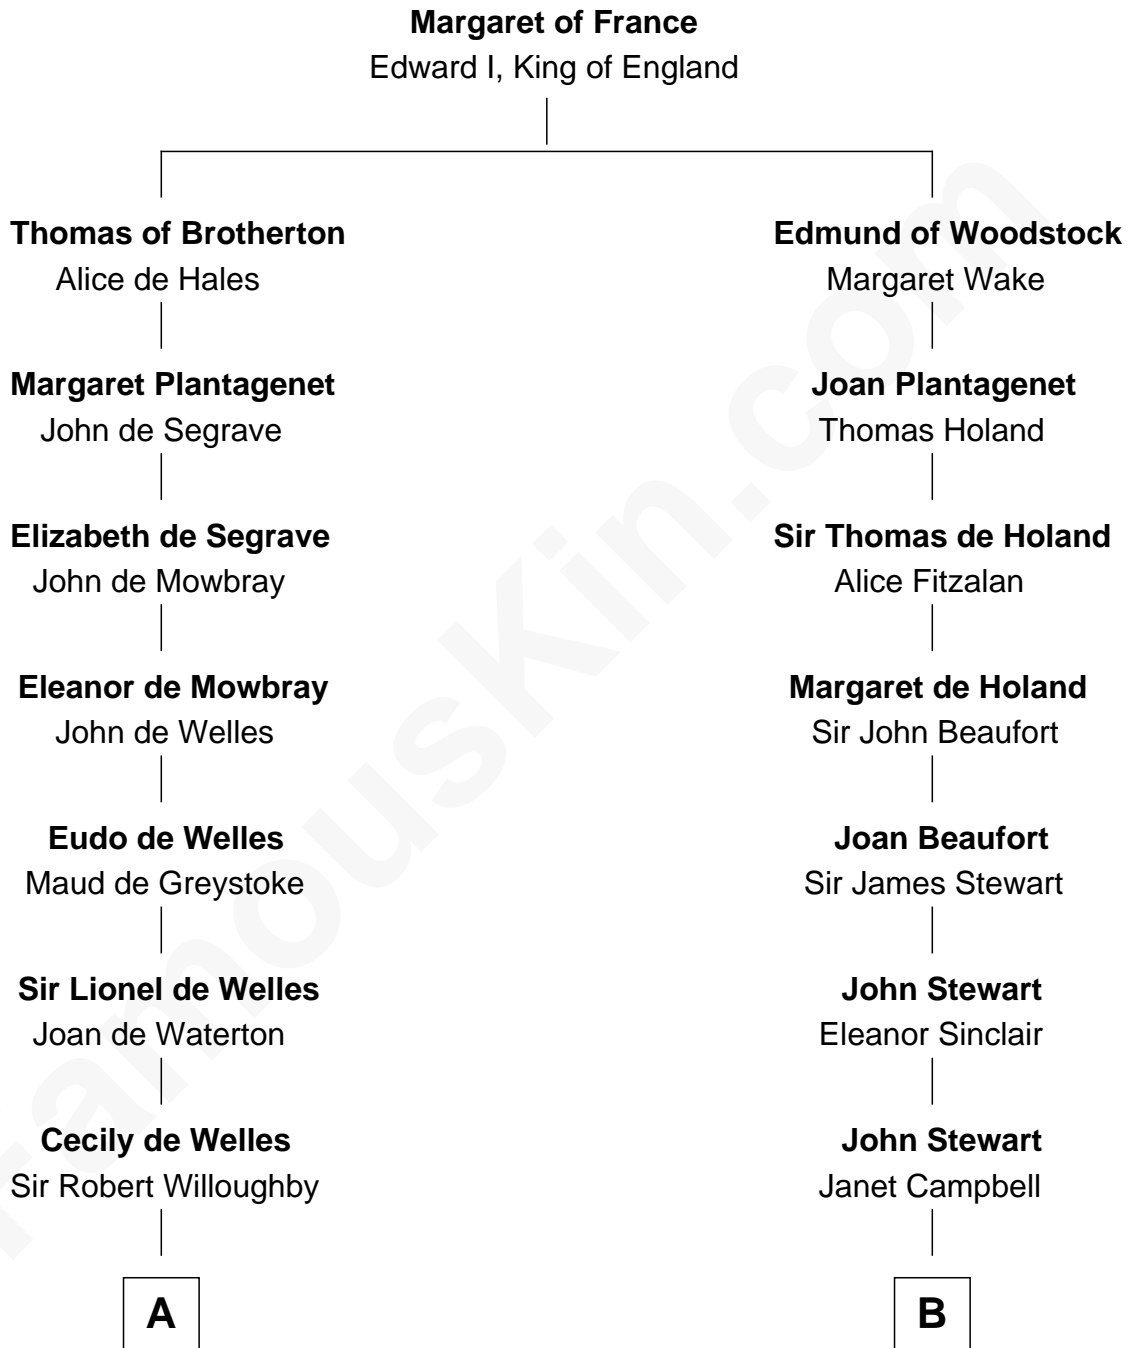 Margaret of France
Edward I, King of England
Thomas of Brotherton
Alice de Hales
Edmund of Woodstock
Margaret Wake
Margaret Plantagenet
John de Segrave
Joan Plantagenet
Thomas Holand
Elizabeth de Segrave
John de Mowbray
Sir Thomas de Holand
Alice Fitzalan
Eleanor de Mowbray
John de Welles
Margaret de Holand
Sir John Beaufort
Eudo de Welles
Maud de Greystoke
Joan Beaufort
Sir James Stewart
Sir Lionel de Welles
Joan de Waterton
John Stewart
Eleanor Sinclair
Cecily de Welles
Sir Robert Willoughby
John Stewart
Janet Campbell
A
B
FamousKin.com